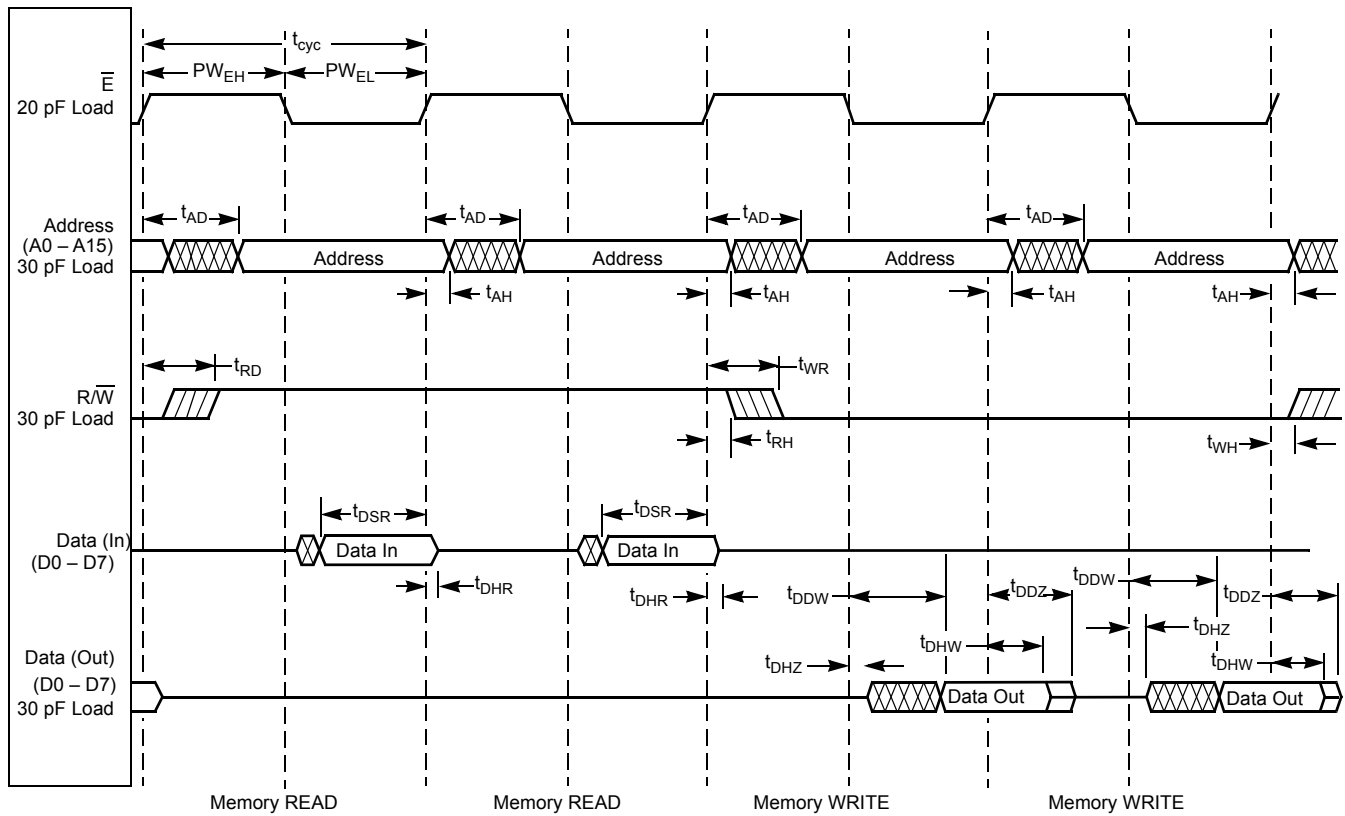 t_cyc
PW_EH PW_EL
E̅
20 pF Load
t_AD t_AD t_AD t_AD
Address
(A0 – A15)
30 pF Load
Address Address Address Address
t_AH t_AH t_AH t_AH
t_RD t_WR
R/W̅
30 pF Load
t_RH t_WH
t_DSR t_DSR
Data (In)
(D0 – D7)
Data In Data In
t_DHR t_DHR t_DDW t_DDZ t_DDW t_DDZ
t_DHZ t_DHW t_DHZ t_DHW
Data (Out)
(D0 – D7)
30 pF Load
Data Out Data Out
Memory READ Memory READ Memory WRITE Memory WRITE